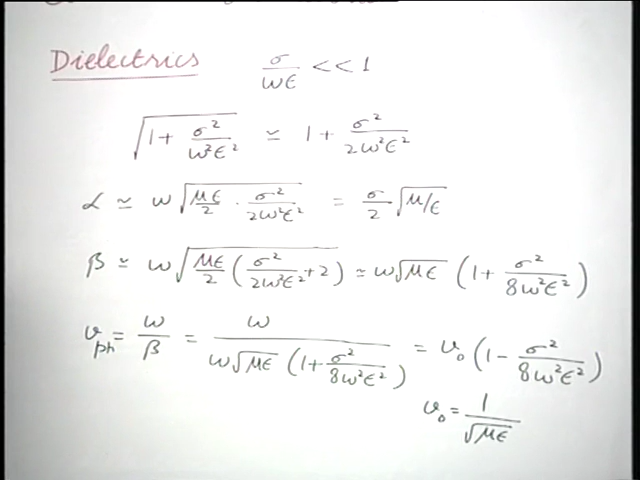 Dielectrics σ/ωϵ << 1
√(1 + σ²/ω²ϵ²) ≃ 1 + σ²/2ω²ϵ²
α ≃ ω√(μϵ/2 · σ²/2ω²ϵ²) = σ/2 √(μ/ϵ)
β ≃ ω√(μϵ/2 (σ²/2ω²ϵ² + 2)) ≃ ω√μϵ (1 + σ²/8ω²ϵ²)
v_ph = ω/β = ω/(ω√μϵ (1 + σ²/8ω²ϵ²)) = v₀ (1 - σ²/8ω²ϵ²)
v₀ = 1/√μϵ